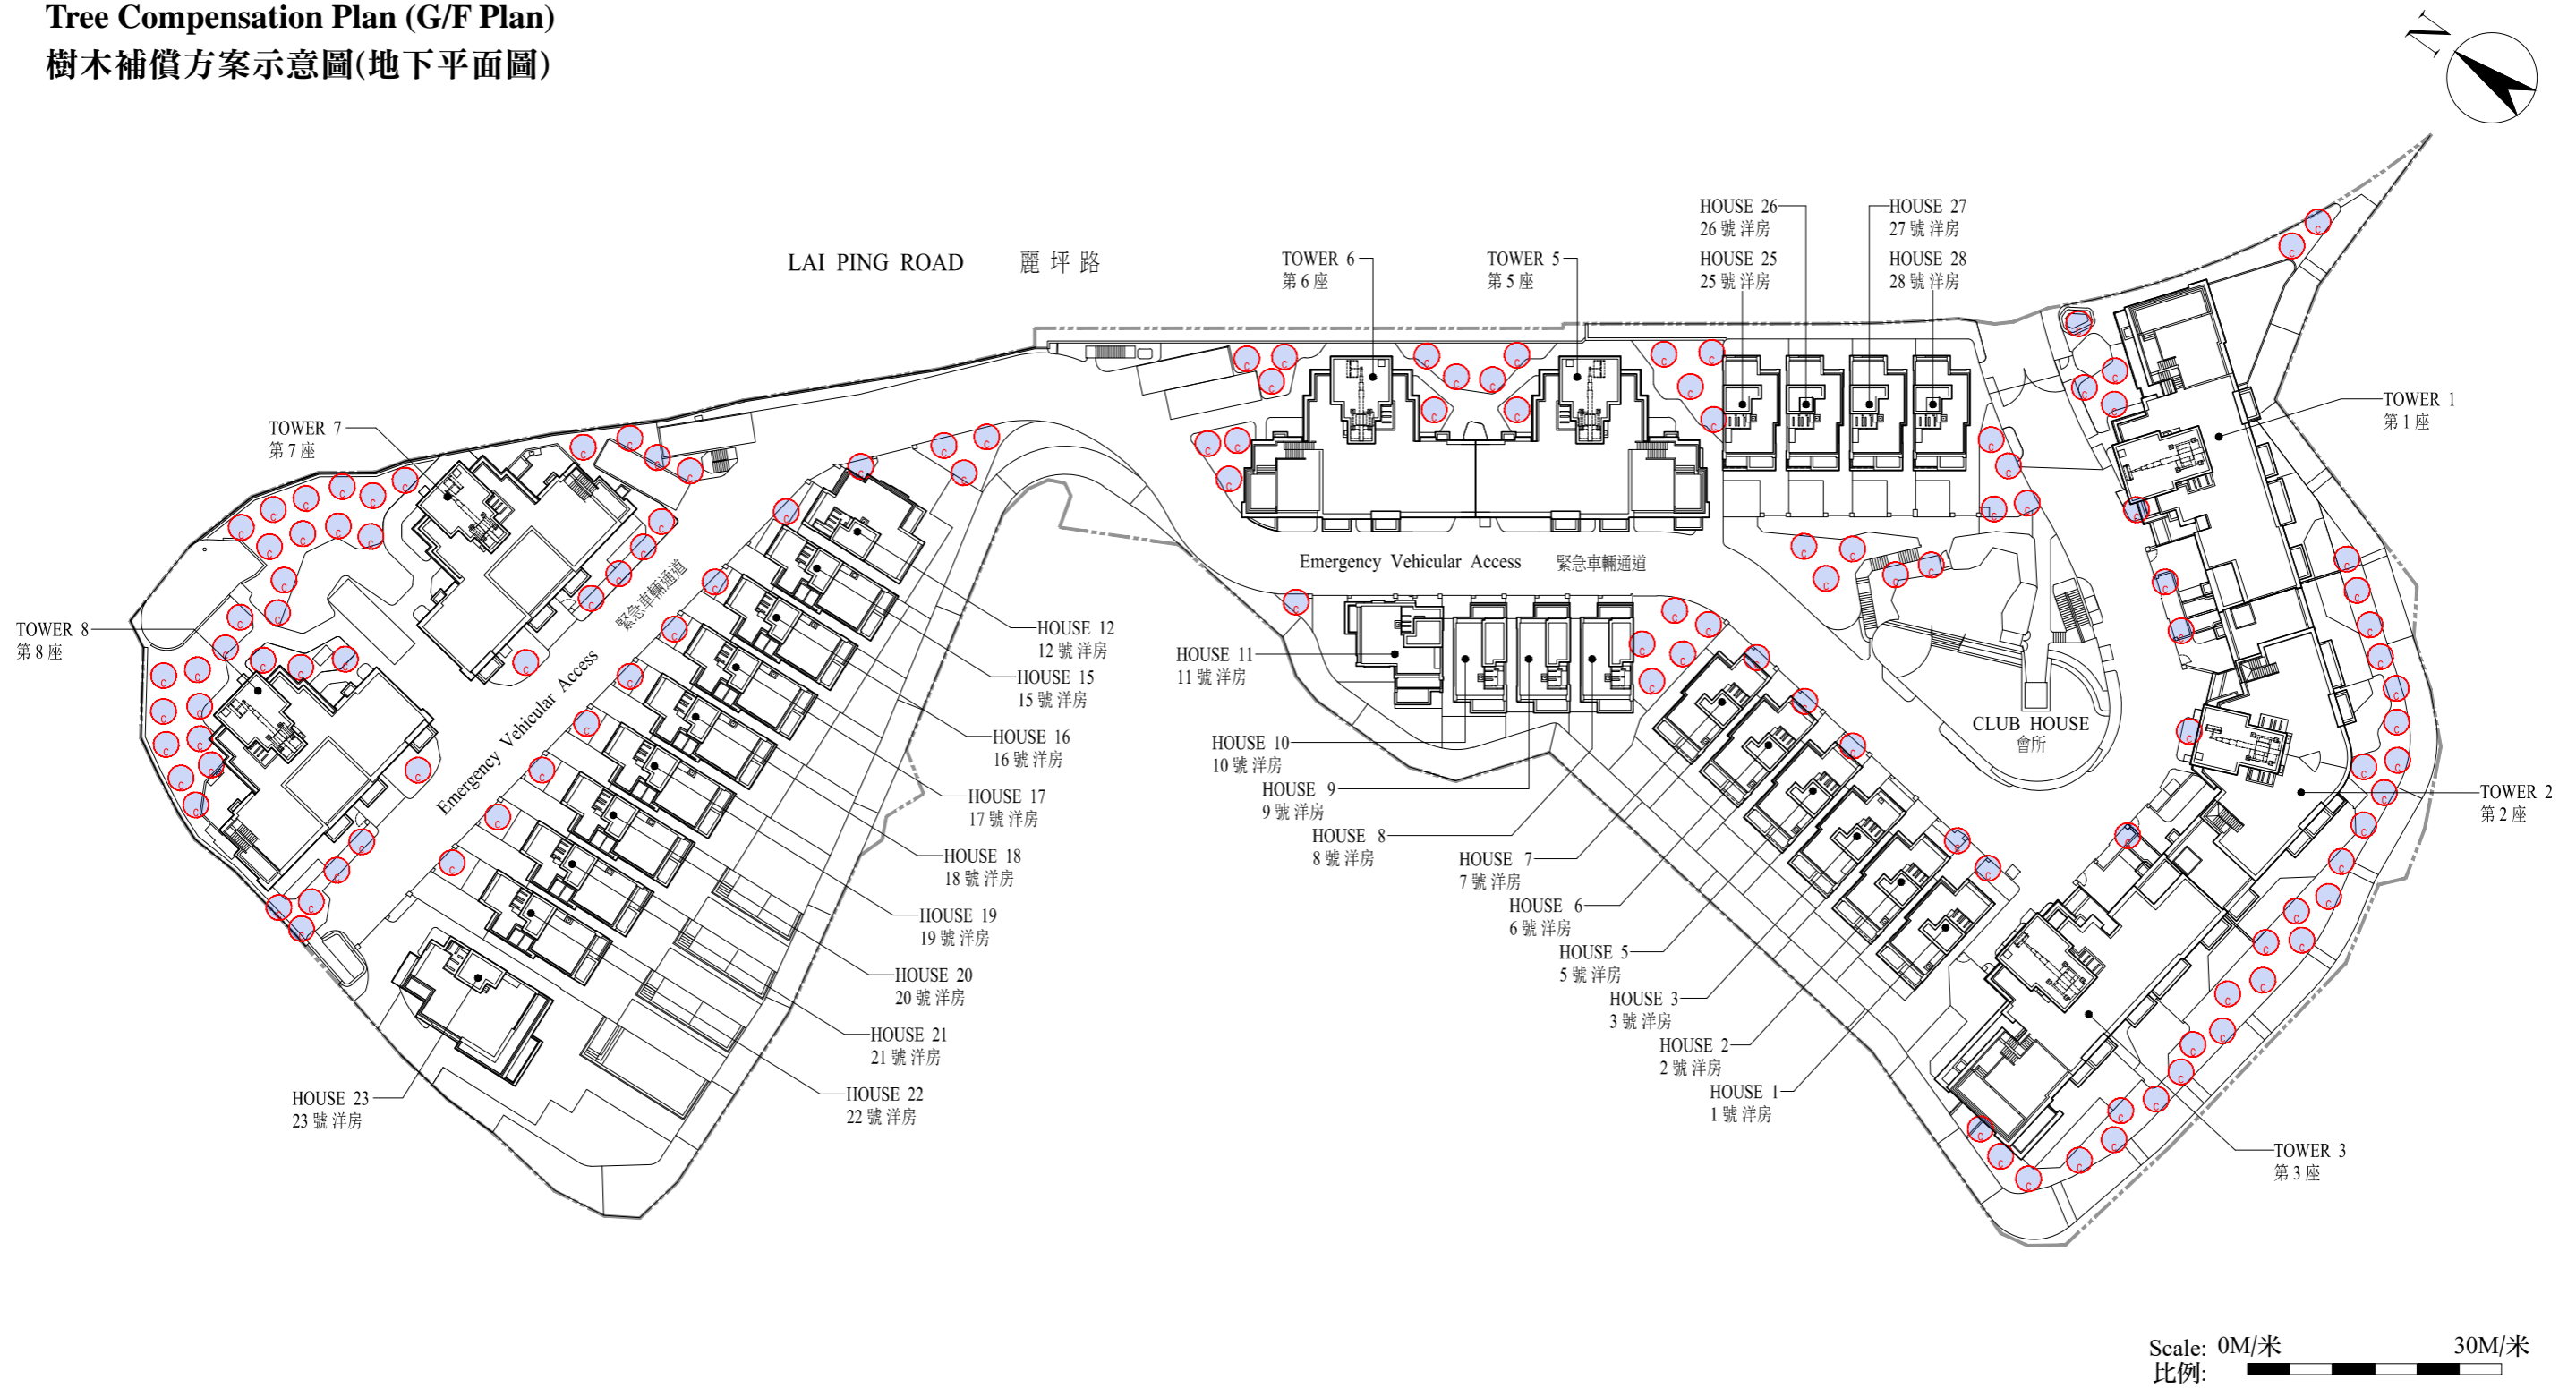 Tree Compensation Plan (G/F Plan)
樹木補償方案示意圖(地下平面圖)
N
LAI PING ROAD 麗坪路
HOUSE 26
26 號洋房
HOUSE 27
27 號洋房
TOWER 6
第 6 座
TOWER 5
第 5 座
HOUSE 25
25 號洋房
HOUSE 28
28 號洋房
TOWER 1
第 1 座
TOWER 7
第 7 座
Emergency Vehicular Access 緊急車輛通道
TOWER 8
第 8 座
Emergency Vehicular Access 緊急車輛通道
HOUSE 12
12 號洋房
HOUSE 15
15 號洋房
HOUSE 16
16 號洋房
HOUSE 17
17 號洋房
HOUSE 18
18 號洋房
HOUSE 19
19 號洋房
HOUSE 20
20 號洋房
HOUSE 21
21 號洋房
HOUSE 22
22 號洋房
HOUSE 23
23 號洋房
HOUSE 11
11 號洋房
HOUSE 10
10 號洋房
HOUSE 9
9 號洋房
HOUSE 8
8 號洋房
HOUSE 7
7 號洋房
HOUSE 6
6 號洋房
HOUSE 5
5 號洋房
HOUSE 3
3 號洋房
HOUSE 2
2 號洋房
HOUSE 1
1 號洋房
CLUB HOUSE
會所
TOWER 2
第 2 座
TOWER 3
第 3 座
Scale: 0M/米 30M/米
比例: